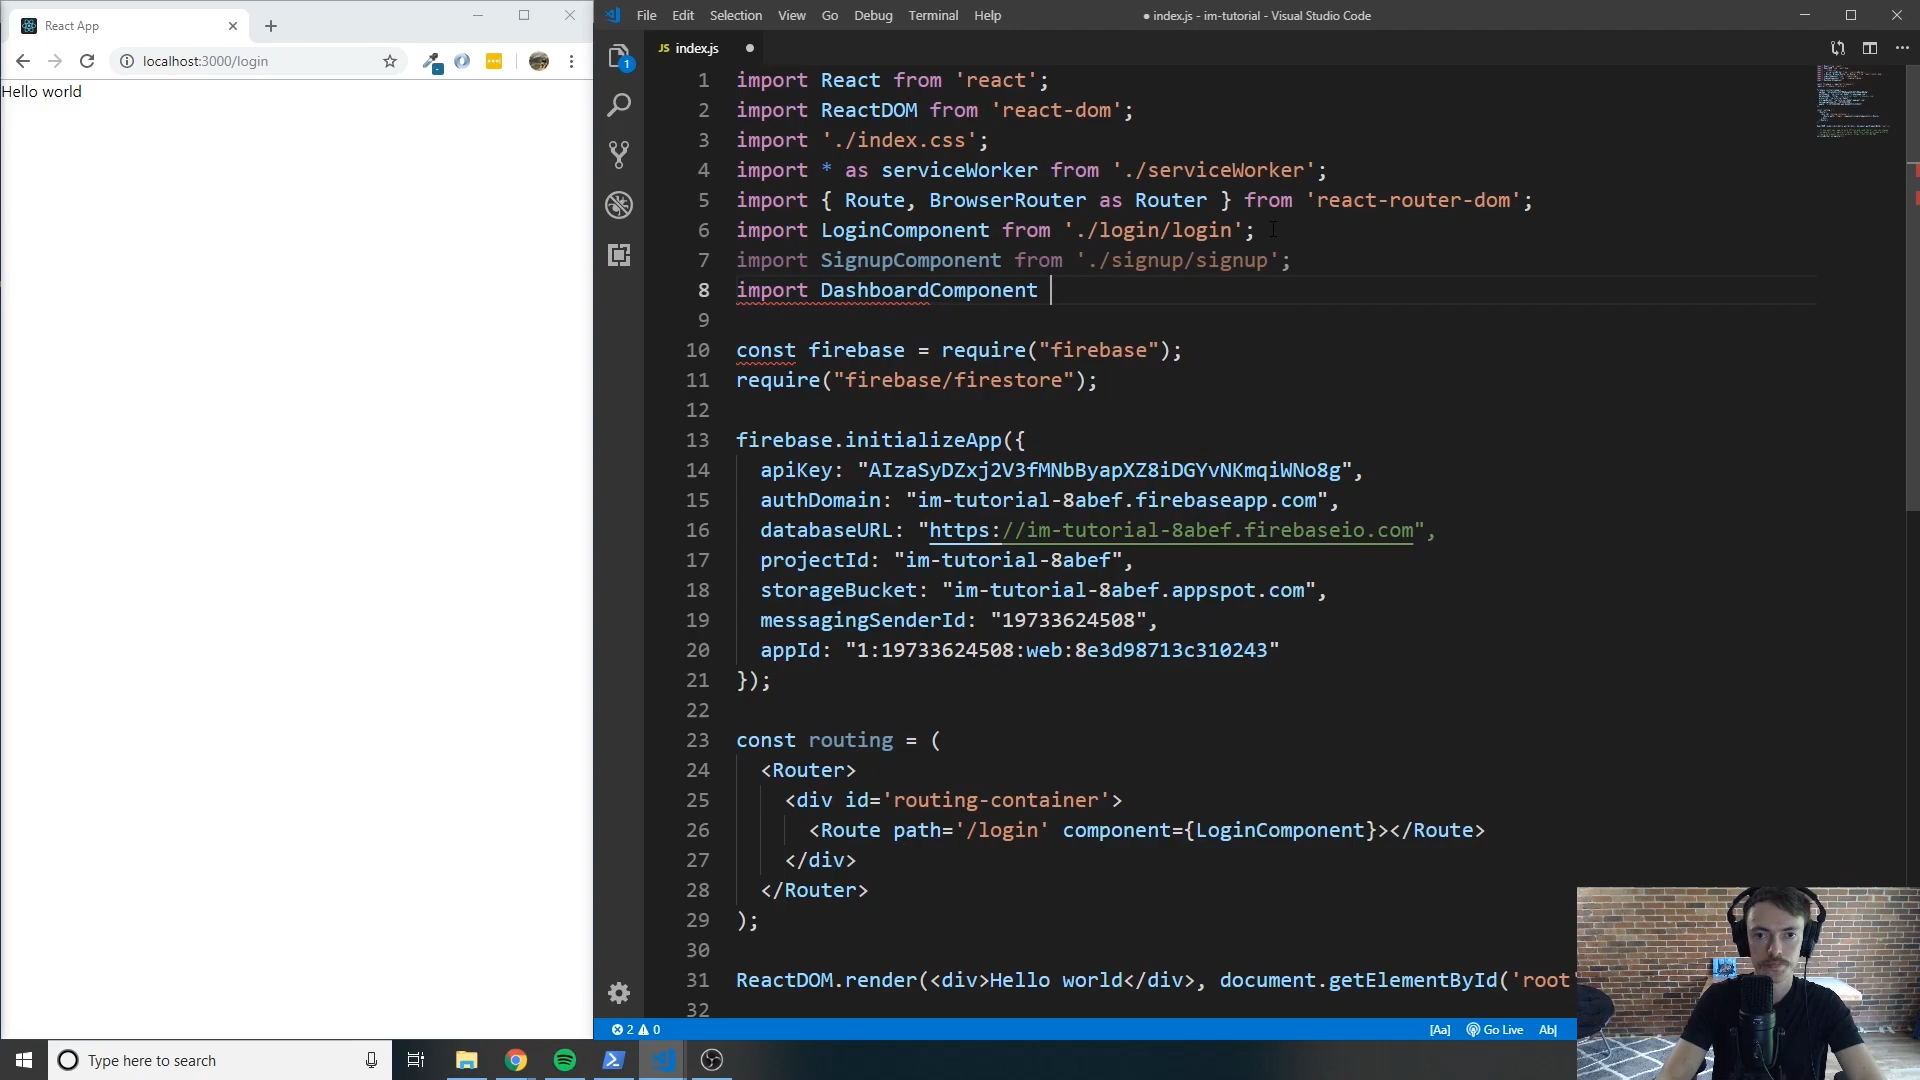 React App
localhost:3000/login
Hello world
File Edit Selection View Go Debug Terminal Help
● index.js - im-tutorial - Visual Studio Code
JS index.js
1
1 import React from 'react';
2 import ReactDOM from 'react-dom';
3 import './index.css';
4 import * as serviceWorker from './serviceWorker';
5 import { Route, BrowserRouter as Router } from 'react-router-dom';
6 import LoginComponent from './login/login';
7 import SignupComponent from './signup/signup';
8 import DashboardComponent
9
10 const firebase = require("firebase");
11 require("firebase/firestore");
12
13 firebase.initializeApp({
14 apiKey: "AIzaSyDZxj2V3fMNbByapXZ8iDGYvNKmqiWNo8g",
15 authDomain: "im-tutorial-8abef.firebaseapp.com",
16 databaseURL: "https://im-tutorial-8abef.firebaseio.com",
17 projectId: "im-tutorial-8abef",
18 storageBucket: "im-tutorial-8abef.appspot.com",
19 messagingSenderId: "19733624508",
20 appId: "1:19733624508:web:8e3d98713c310243"
21 });
22
23 const routing = (
24 <Router>
25 <div id='routing-container'>
26 <Route path='/login' component={LoginComponent}></Route>
27 </div>
28 </Router>
29 );
30
31 ReactDOM.render(<div>Hello world</div>, document.getElementById('root'
32
2 0
[Aa] Go Live Ab|
Type here to search